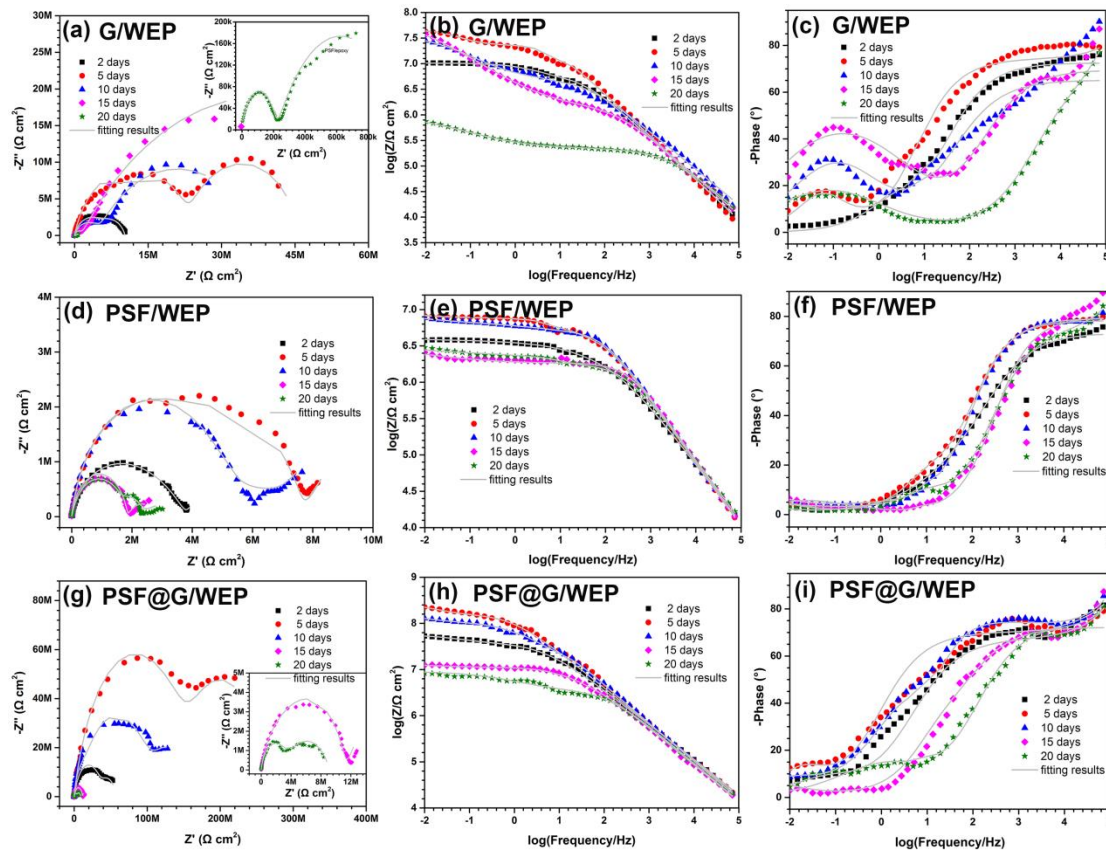 (a) G/WEP
30M
25M
20M
15M
10M
5M
0
-Z'' (Ω cm²)
0 15M 30M 45M 60M
Z' (Ω cm²)
2 days
5 days
10 days
15 days
20 days
fitting results
200k
160k
120k
80k
40k
0
-Z'' (Ω cm²)
PSF/epoxy
0 200k 400k 600k 800k
Z' (Ω cm²)
(b) G/WEP
8.0
7.5
7.0
6.5
6.0
5.5
5.0
4.5
4.0
3.5
log(Z/Ω cm²)
-2 -1 0 1 2 3 4 5
log(Frequency/Hz)
2 days
5 days
10 days
15 days
20 days
fitting results
(c) G/WEP
80
60
40
20
0
-Phase (°)
-2 -1 0 1 2 3 4 5
log(Frequency/Hz)
2 days
5 days
10 days
15 days
20 days
fitting results
(d) PSF/WEP
4M
3M
2M
1M
0
-Z'' (Ω cm²)
0 2M 4M 6M 8M 10M
Z' (Ω cm²)
2 days
5 days
10 days
15 days
20 days
fitting results
(e) PSF/WEP
7.0
6.5
6.0
5.5
5.0
4.5
4.0
log(Z/Ω cm²)
-2 -1 0 1 2 3 4 5
log(Frequency/Hz)
2 days
5 days
10 days
15 days
20 days
fitting results
(f) PSF/WEP
80
60
40
20
0
-Phase (°)
-2 -1 0 1 2 3 4 5
log(Frequency/Hz)
2 days
5 days
10 days
15 days
20 days
fitting results
(g) PSF@G/WEP
80M
60M
40M
20M
0
-Z'' (Ω cm²)
0 100M 200M 300M 400M
Z' (Ω cm²)
2 days
5 days
10 days
15 days
20 days
fitting results
5M
4M
3M
2M
1M
0
-Z'' (Ω cm²)
0 4M 8M 12M
Z' (Ω cm²)
(h) PSF@G/WEP
9
8
7
6
5
4
log(Z/Ω cm²)
-2 -1 0 1 2 3 4 5
log(Frequency/Hz)
2 days
5 days
10 days
15 days
20 days
fitting results
(i) PSF@G/WEP
80
60
40
20
0
-Phase (°)
-2 -1 0 1 2 3 4 5
log(Frequency/Hz)
2 days
5 days
10 days
15 days
20 days
fitting results